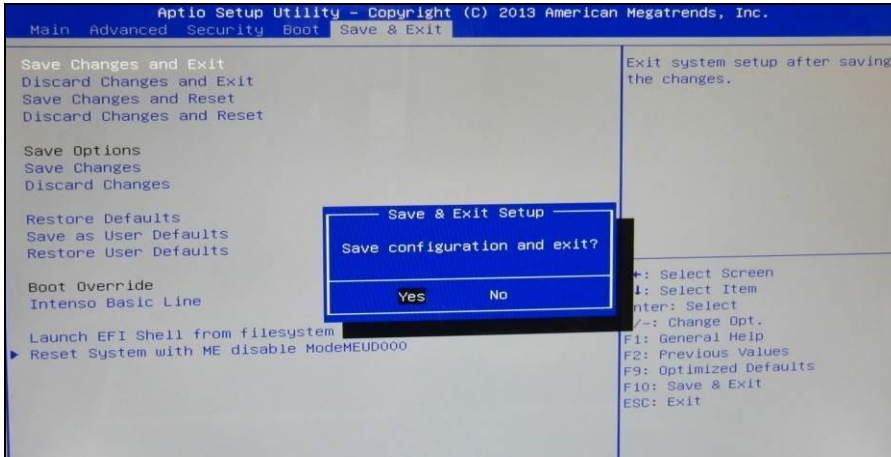 Aptio Setup Utility – Copyright (C) 2013 American Megatrends, Inc.
Main Advanced Security Boot Save & Exit
Save Changes and Exit
Discard Changes and Exit
Save Changes and Reset
Discard Changes and Reset
Save Options
Save Changes
Discard Changes
Restore Defaults
Save as User Defaults
Restore User Defaults
Boot Override
Intenso Basic Line
Launch EFI Shell from filesystem
Reset System with ME disable ModeMEUD000
Exit system setup after saving
the changes.
Save & Exit Setup
Save configuration and exit?
Yes No
: Select Screen
: Select Item
nter: Select
/-: Change Opt.
F1: General Help
F2: Previous Values
F9: Optimized Defaults
F10: Save & Exit
ESC: Exit